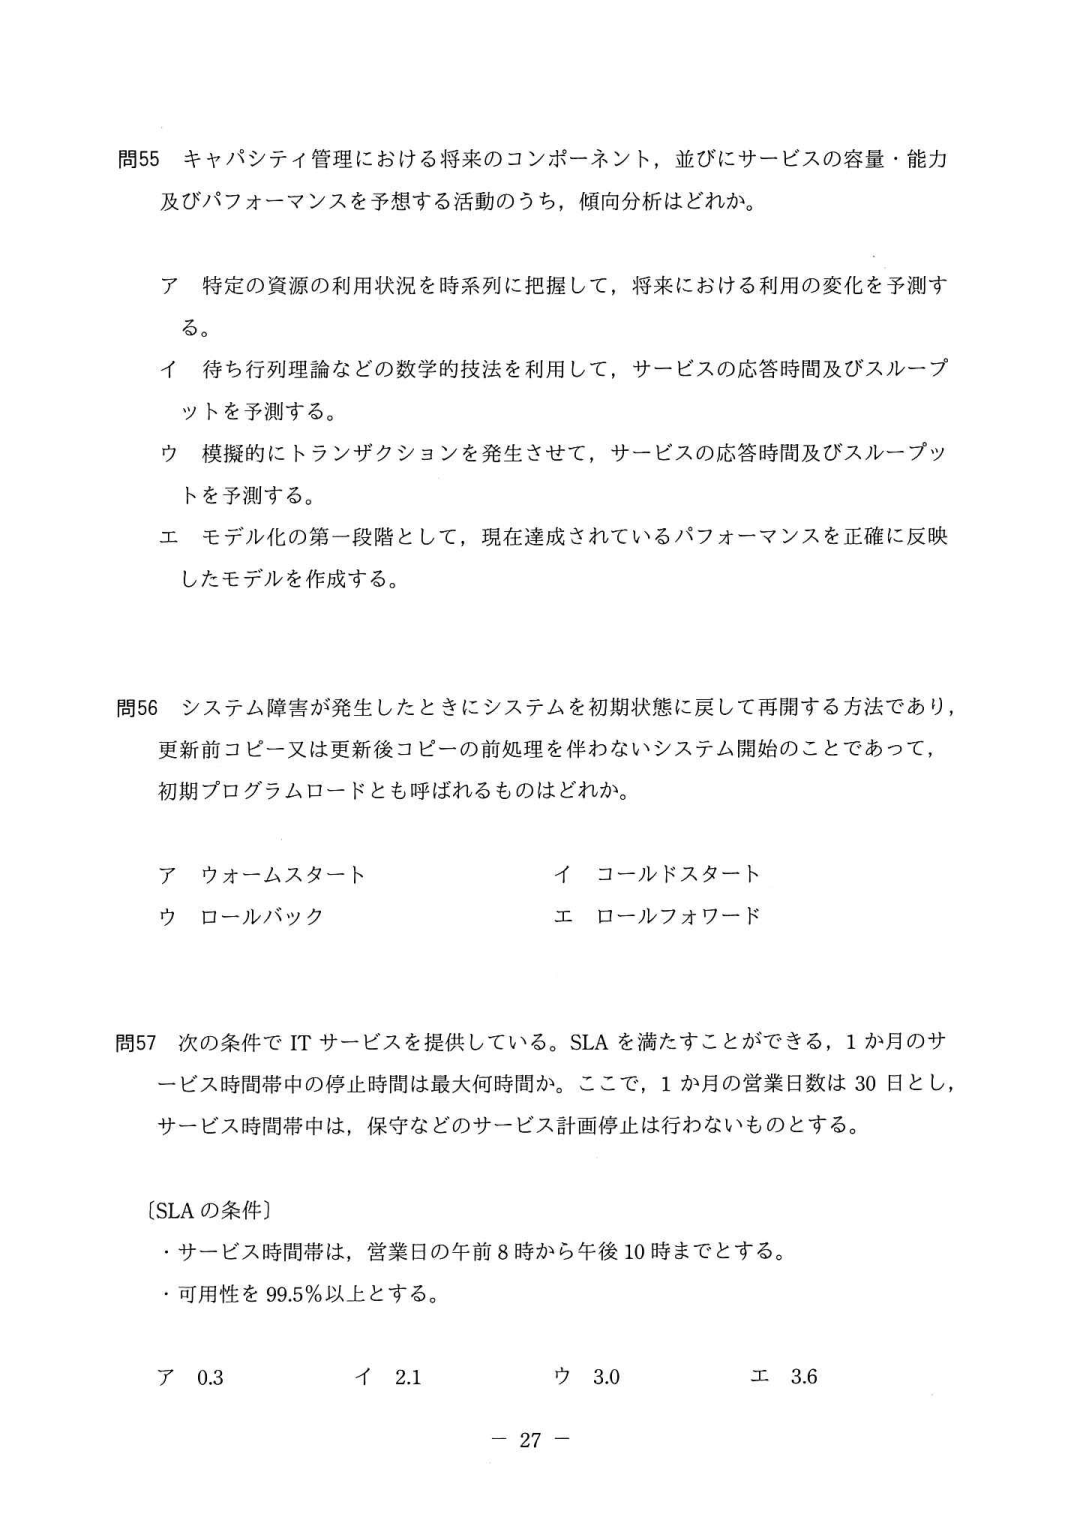 問55　キャパシティ管理における将来のコンポーネント，並びにサービスの容量・能力
及びパフォーマンスを予想する活動のうち，傾向分析はどれか。
ア　特定の資源の利用状況を時系列に把握して，将来における利用の変化を予測す
る。
イ　待ち行列理論などの数学的技法を利用して，サービスの応答時間及びスループ
ットを予測する。
ウ　模擬的にトランザクションを発生させて，サービスの応答時間及びスループッ
トを予測する。
エ　モデル化の第一段階として，現在達成されているパフォーマンスを正確に反映
したモデルを作成する。
問56　システム障害が発生したときにシステムを初期状態に戻して再開する方法であり，
更新前コピー又は更新後コピーの前処理を伴わないシステム開始のことであって，
初期プログラムロードとも呼ばれるものはどれか。
ア　ウォームスタート　イ　コールドスタート
ウ　ロールバック　エ　ロールフォワード
問57　次の条件で IT サービスを提供している。SLA を満たすことができる，1 か月のサ
ービス時間帯中の停止時間は最大何時間か。ここで，1 か月の営業日数は 30 日とし，
サービス時間帯中は，保守などのサービス計画停止は行わないものとする。
〔SLA の条件〕
・サービス時間帯は，営業日の午前 8 時から午後 10 時までとする。
・可用性を 99.5％以上とする。
ア　0.3　イ　2.1　ウ　3.0　エ　3.6
－ 27 －